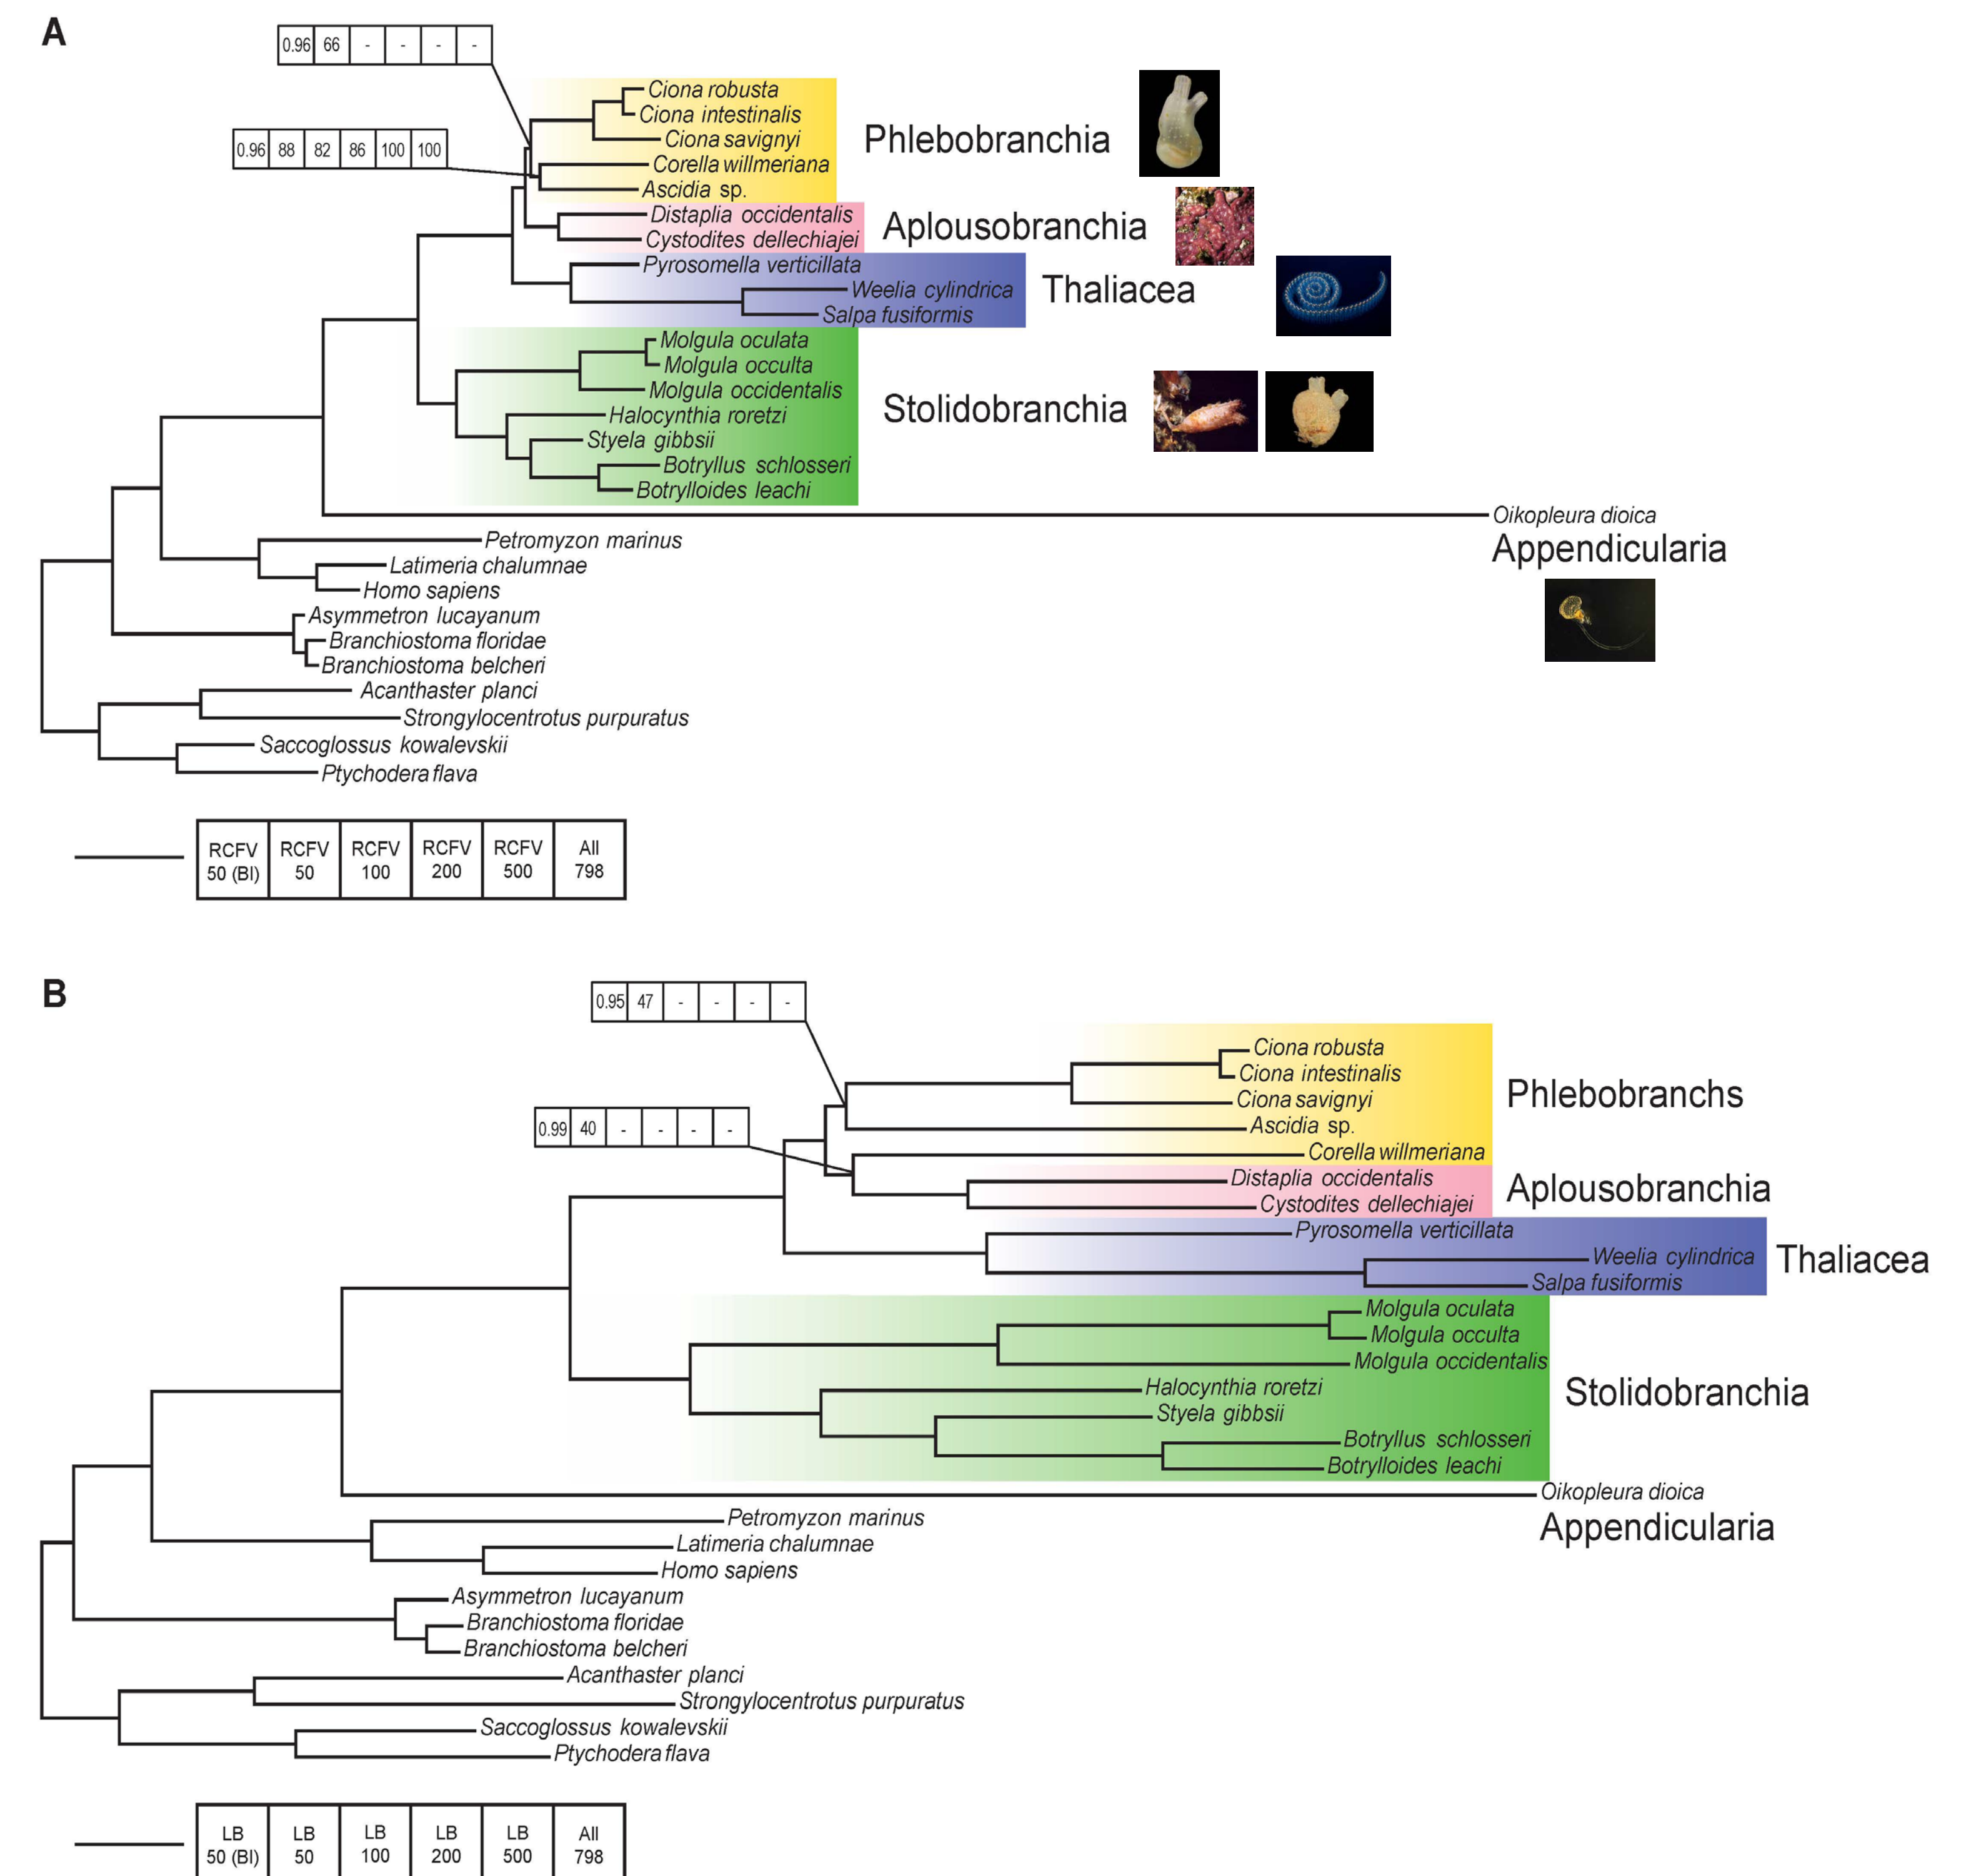 A
0.96 66 - - - -
Ciona robusta
Ciona intestinalis
Ciona savignyi
Phlebobranchia
0.96 88 82 86 100 100
Corella willmeriana
Ascidia sp.
Distaplia occidentalis
Aplousobranchia
Cystodites dellechiajei
Pyrosomella verticillata
Weelia cylindrica
Thaliacea
Salpa fusiformis
Molgula oculata
Molgula occulta
Molgula occidentalis
Stolidobranchia
Halocynthia roretzi
Styela gibbsii
Botryllus schlosseri
Botrylloides leachi
Oikopleura dioica
Appendicularia
Petromyzon marinus
Latimeria chalumnae
Homo sapiens
Asymmetron lucayanum
Branchiostoma floridae
Branchiostoma belcheri
Acanthaster planci
Strongylocentrotus purpuratus
Saccoglossus kowalevskii
Ptychodera flava
RCFV RCFV RCFV RCFV RCFV All
50 (BI) 50 100 200 500 798
B
0.95 47 - - - -
Ciona robusta
Ciona intestinalis
Phlebobranchs
Ciona savignyi
0.99 40 - - - -
Ascidia sp.
Corella willmeriana
Distaplia occidentalis
Aplousobranchia
Cystodites dellechiajei
Pyrosomella verticillata
Weelia cylindrica
Thaliacea
Salpa fusiformis
Molgula oculata
Molgula occulta
Molgula occidentalis
Halocynthia roretzi
Stolidobranchia
Styela gibbsii
Botryllus schlosseri
Botrylloides leachi
Oikopleura dioica
Appendicularia
Petromyzon marinus
Latimeria chalumnae
Homo sapiens
Asymmetron lucayanum
Branchiostoma floridae
Branchiostoma belcheri
Acanthaster planci
Strongylocentrotus purpuratus
Saccoglossus kowalevskii
Ptychodera flava
LB LB LB LB LB All
50 (BI) 50 100 200 500 798